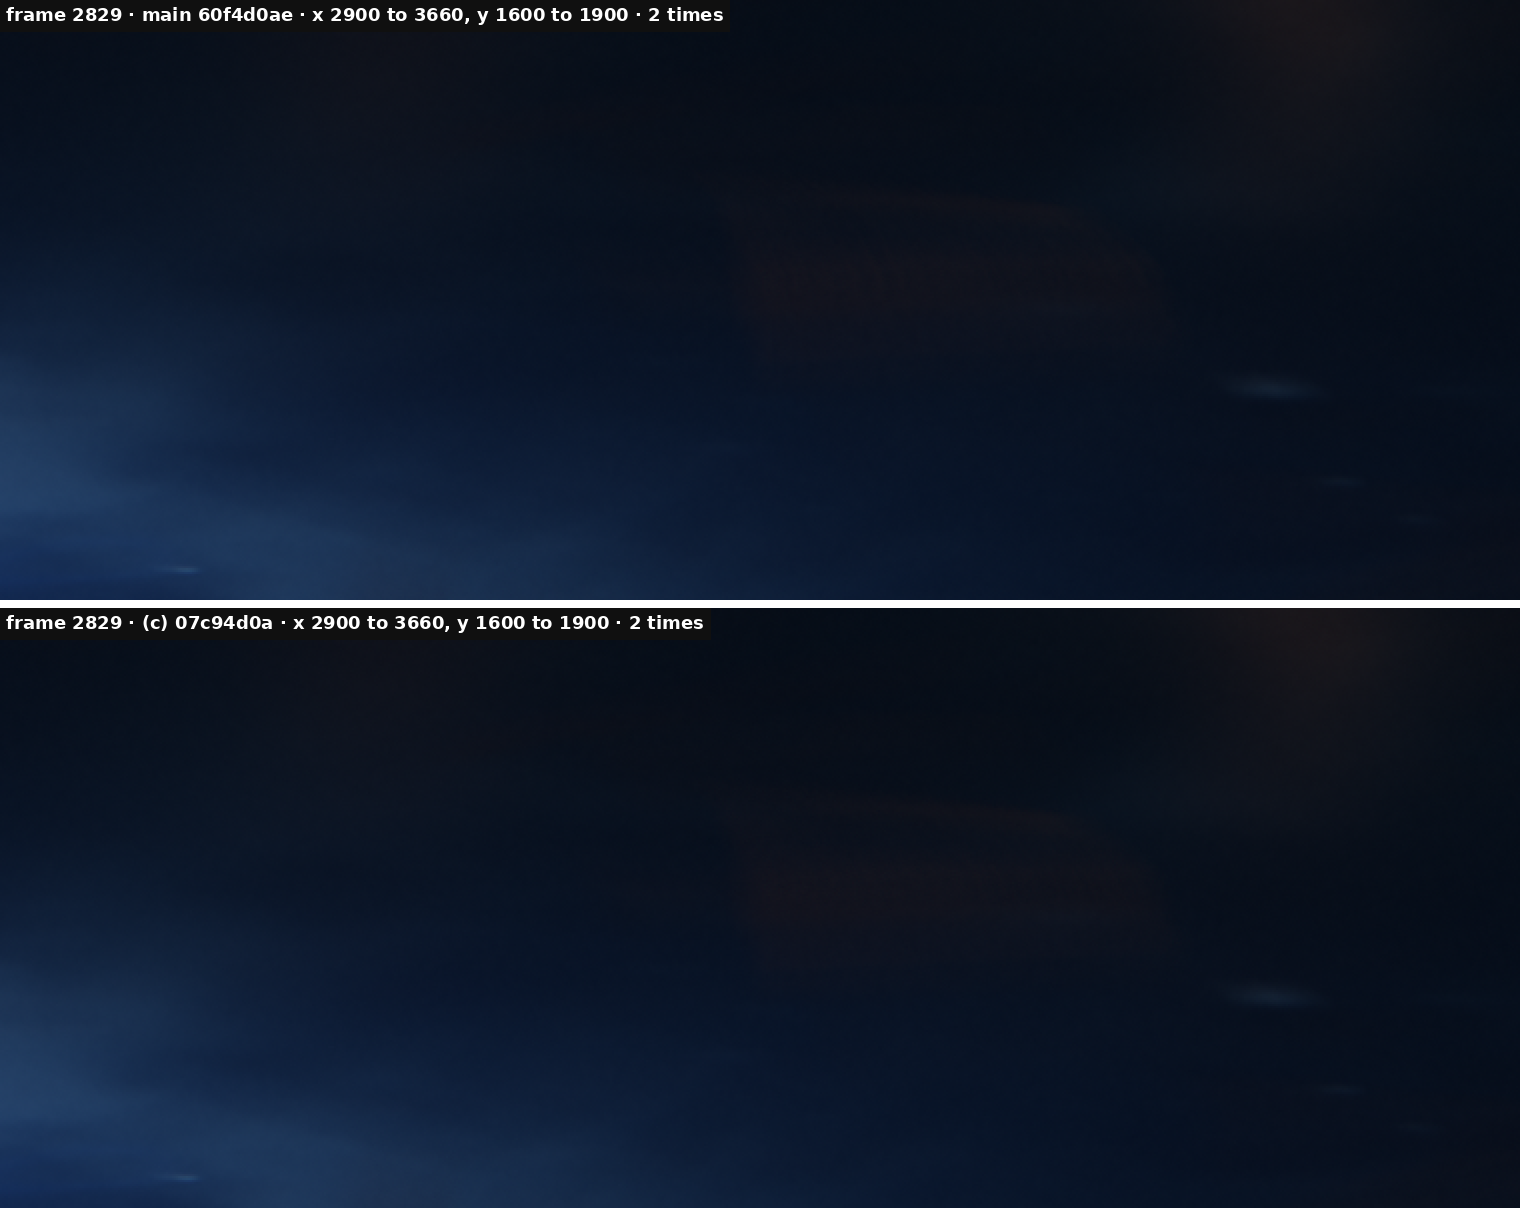 frame 2829 · main 60f4d0ae · x 2900 to 3660, y 1600 to 1900 · 2 times
frame 2829 · (c) 07c94d0a · x 2900 to 3660, y 1600 to 1900 · 2 times